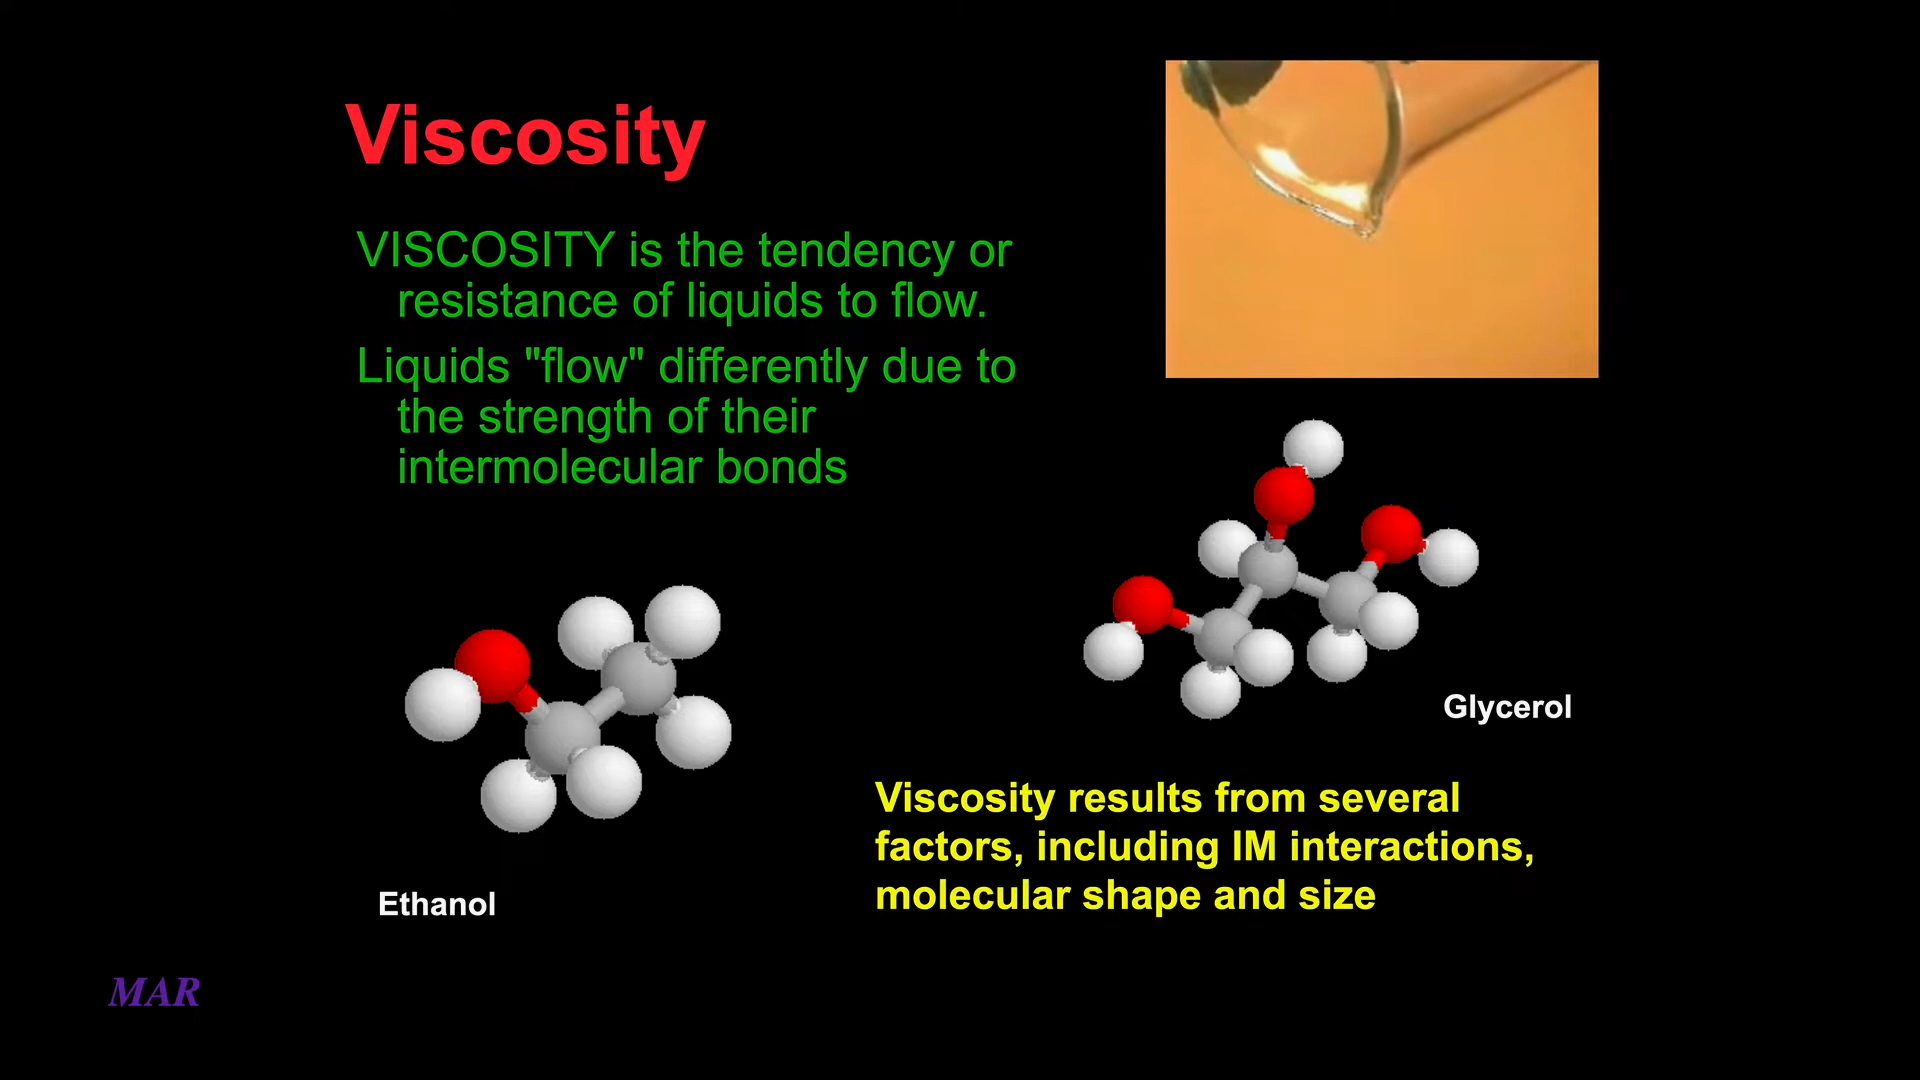 Viscosity
VISCOSITY is the tendency or
resistance of liquids to flow.
Liquids "flow" differently due to
the strength of their
intermolecular bonds
Glycerol
Viscosity results from several
factors, including IM interactions,
molecular shape and size
Ethanol
MAR